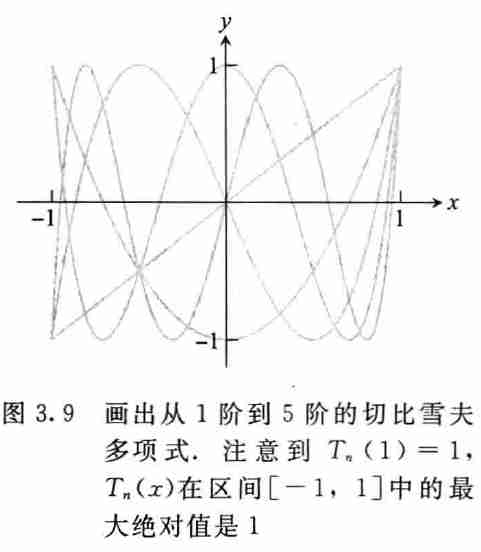 y
1
-1
1
x
-1
图 3.9 画出从 1 阶到 5 阶的切比雪夫
多项式. 注意到 Tₙ(1)=1,
Tₙ(x)在区间[-1, 1]中的最
大绝对值是 1